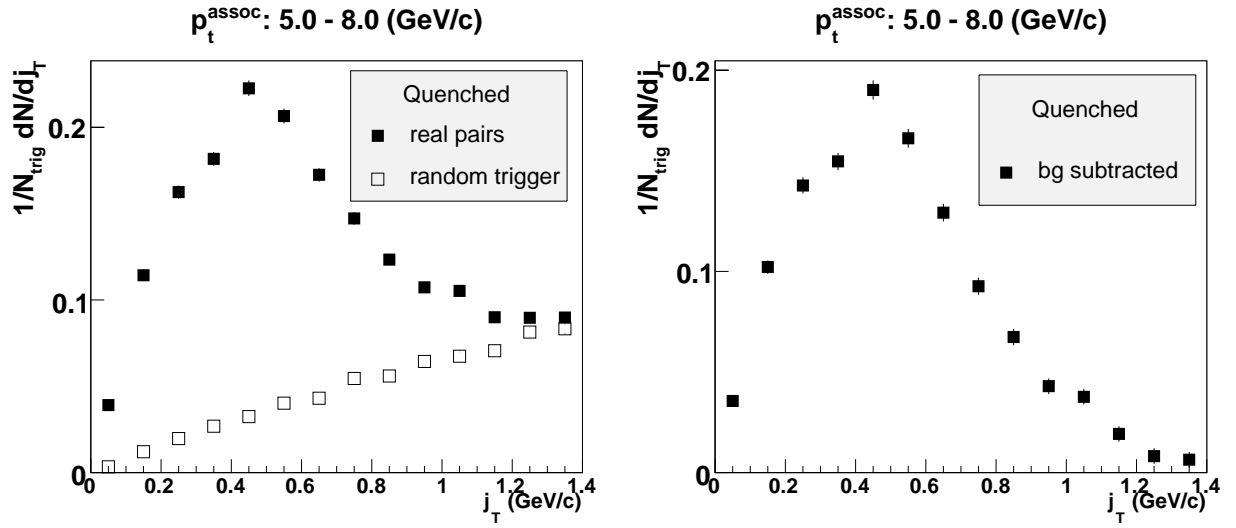 p_t^assoc: 5.0 - 8.0 (GeV/c)
1/N_trig dN/dj_T
Quenched
real pairs
random trigger
0.2
0.1
0
0 0.2 0.4 0.6 0.8 1 1.2 1.4
j_T (GeV/c)
p_t^assoc: 5.0 - 8.0 (GeV/c)
1/N_trig dN/dj_T
Quenched
bg subtracted
0.2
0.1
0
0 0.2 0.4 0.6 0.8 1 1.2 1.4
j_T (GeV/c)